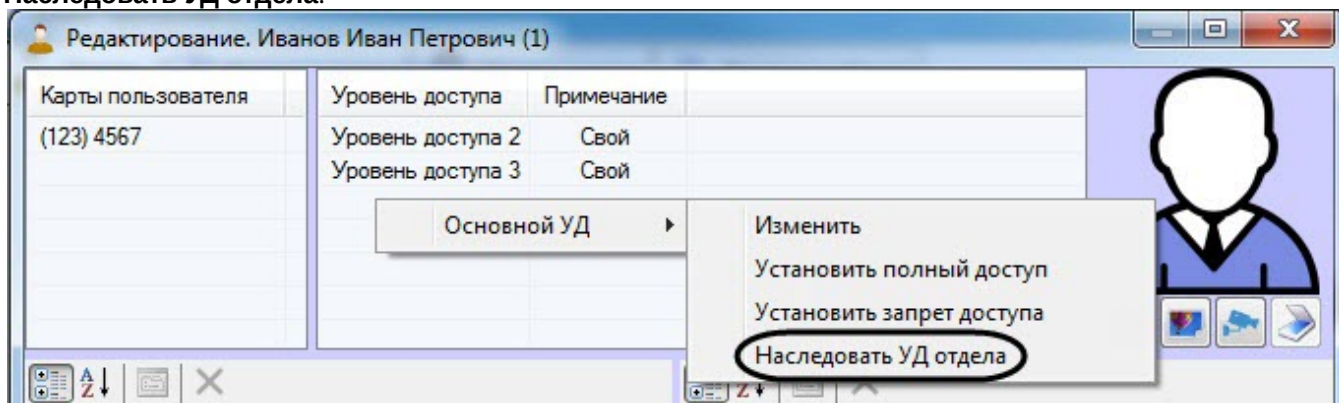 Наследовать УД отдела.
Редактирование. Иванов Иван Петрович (1)
Карты пользователя Уровень доступа Примечание
(123) 4567 Уровень доступа 2 Свой
Уровень доступа 3 Свой
Основной УД Изменить
Установить полный доступ
Установить запрет доступа
Наследовать УД отдела